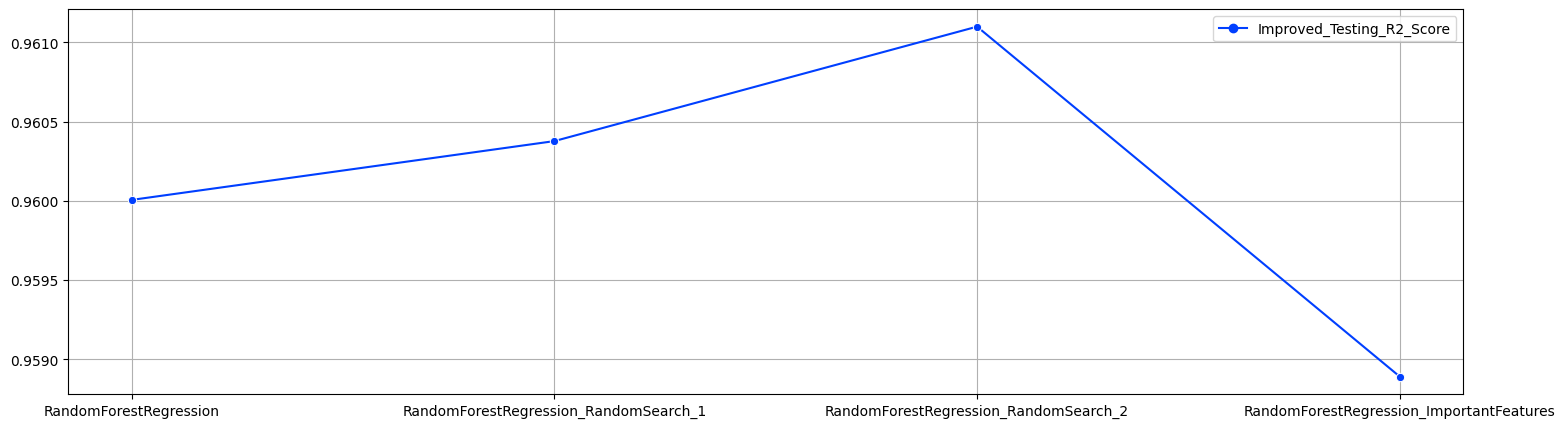 Improved_Testing_R2_Score
0.9610
0.9605
0.9600
0.9595
0.9590
RandomForestRegression RandomForestRegression_RandomSearch_1 RandomForestRegression_RandomSearch_2 RandomForestRegression_ImportantFeatures